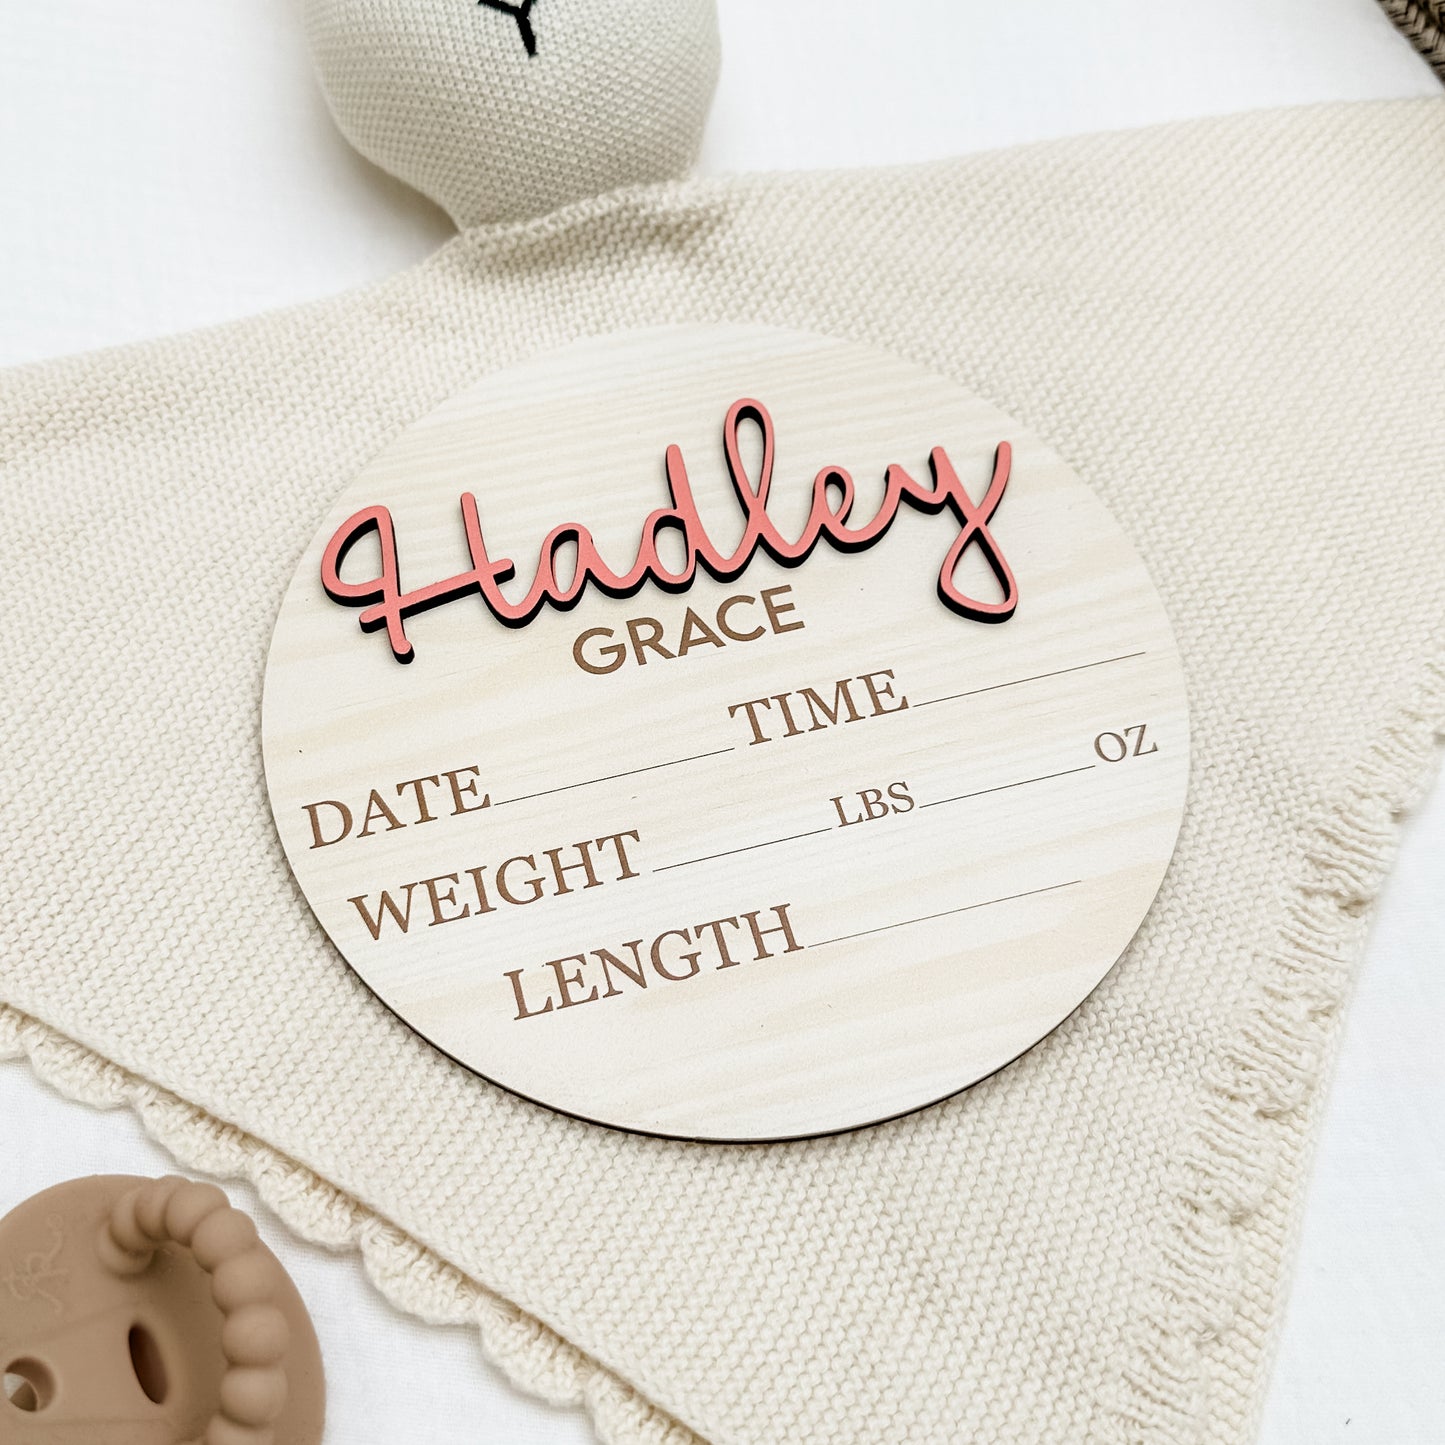 Hadley
GRACE
DATE TIME
WEIGHT LBS OZ
LENGTH